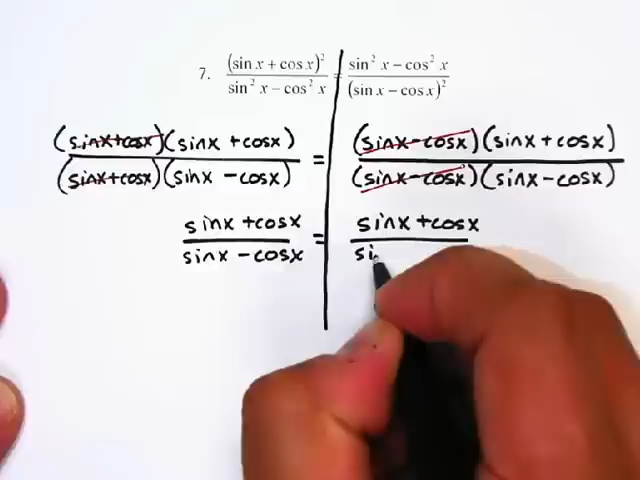 7. (sin x + cos x)² / sin² x − cos² x = sin² x − cos² x / (sin x − cos x)²
(sinx+cosx)(sinx +cosx) / (sinx+cosx)(sinx −cosx) = (sinx−cosx)(sinx+cosx) / (sinx−cosx)(sinx−cosx)
sinx +cosx / sinx −cosx = sinx +cosx / si